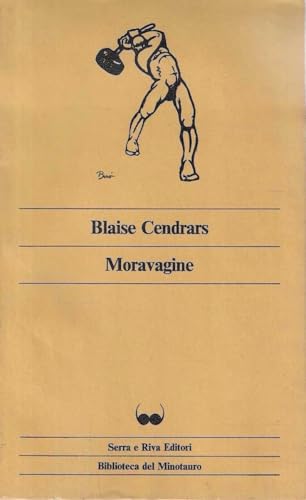 Blaise Cendrars
Moravagine
Serra e Riva Editori
Biblioteca del Minotauro